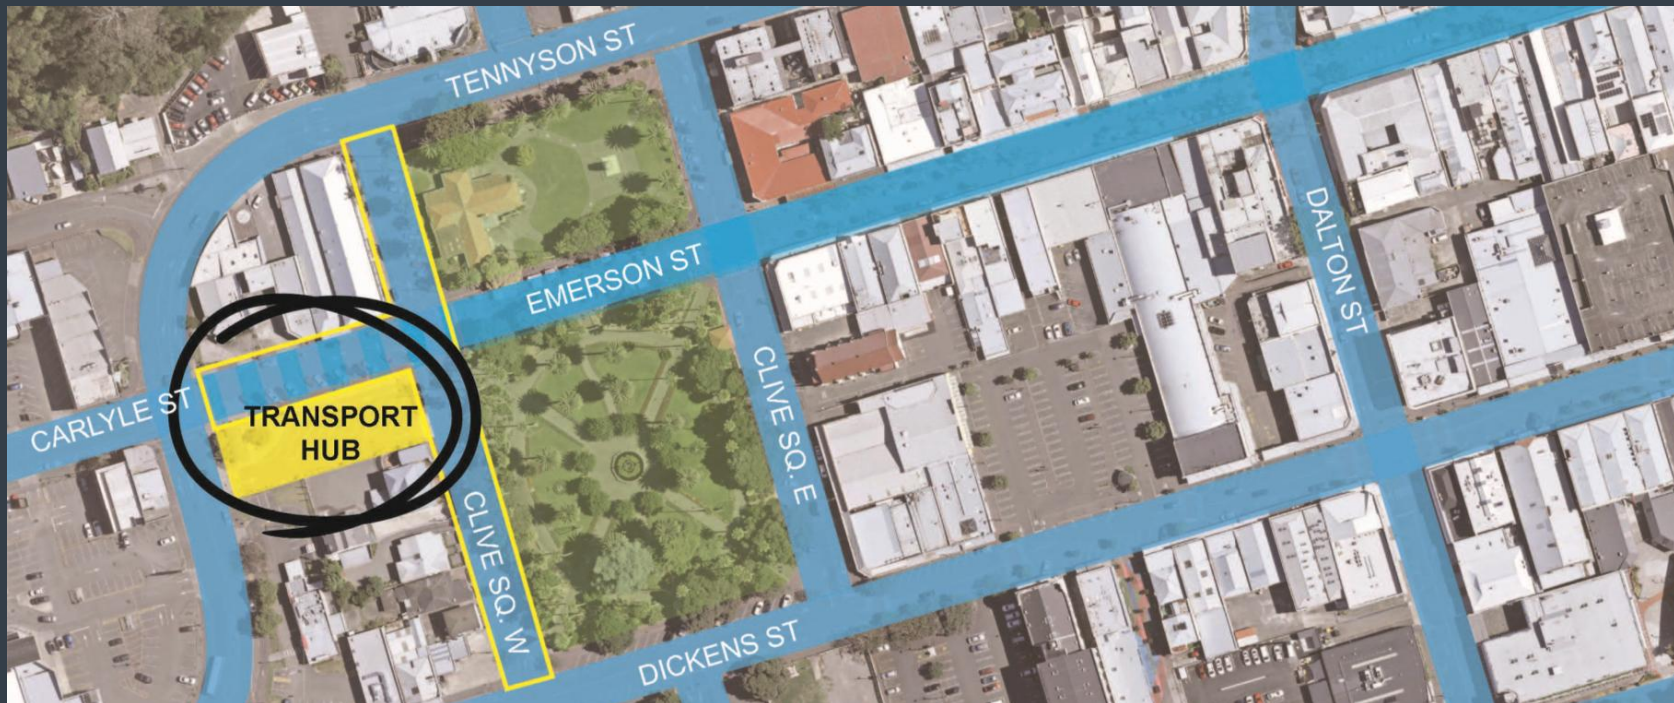 TENNYSON ST
EMERSON ST
DALTON ST
CARLYLE ST
TRANSPORT
HUB
CLIVE SQ. E
CLIVE SQ. W
DICKENS ST